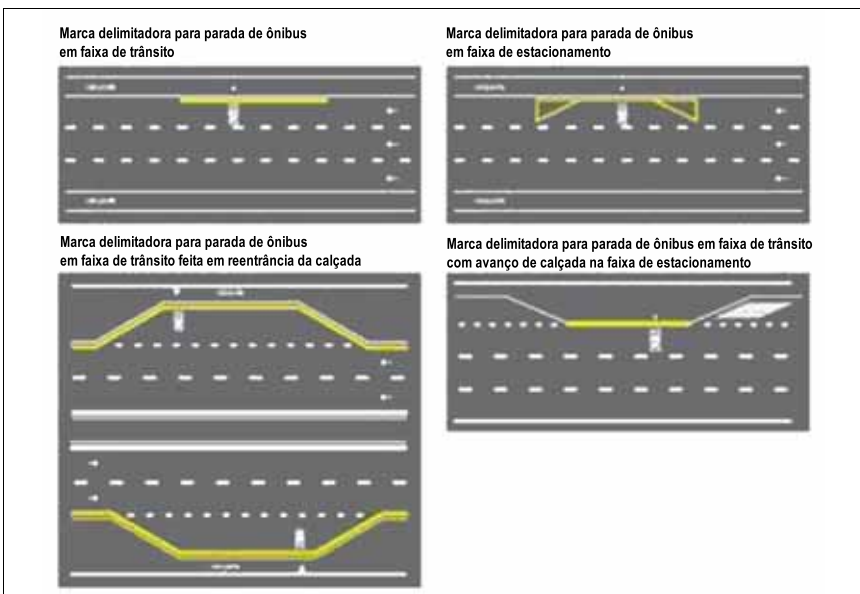 Marca delimitadora para parada de ônibus
em faixa de trânsito
Marca delimitadora para parada de ônibus
em faixa de estacionamento
Marca delimitadora para parada de ônibus
em faixa de trânsito feita em reentrância da calçada
Marca delimitadora para parada de ônibus em faixa de trânsito
com avanço de calçada na faixa de estacionamento